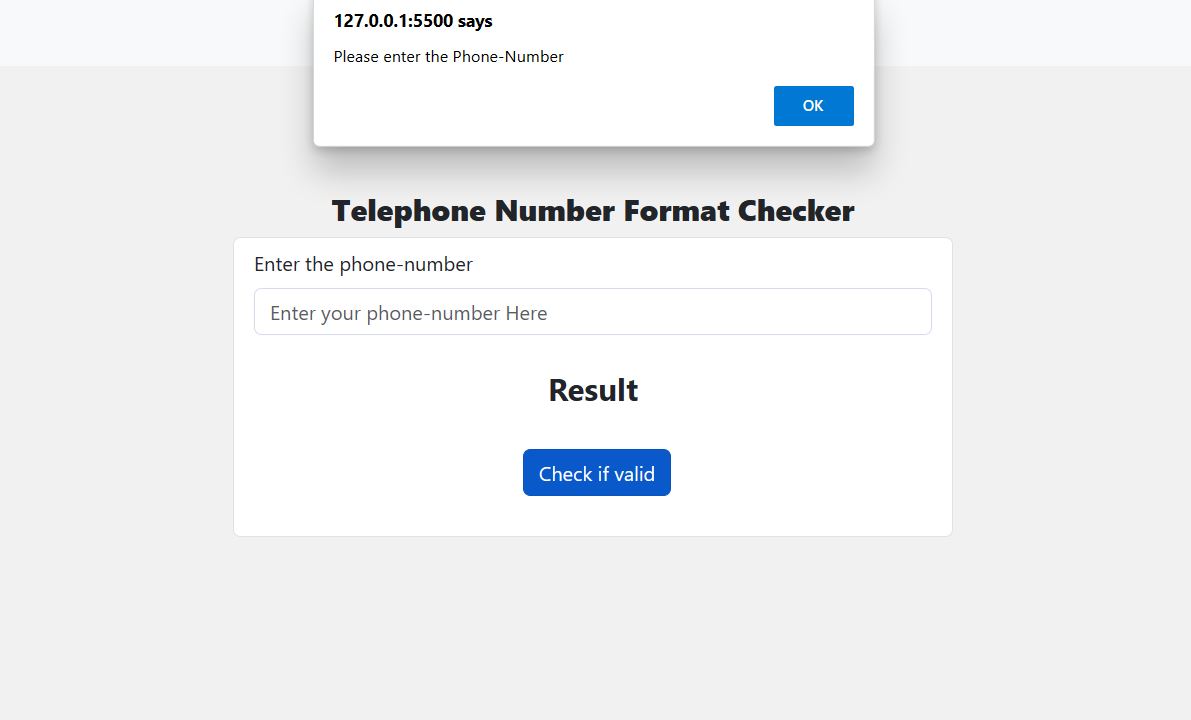 127.0.0.1:5500 says
Please enter the Phone-Number
OK
Telephone Number Format Checker
Enter the phone-number
Enter your phone-number Here
Result
Check if valid